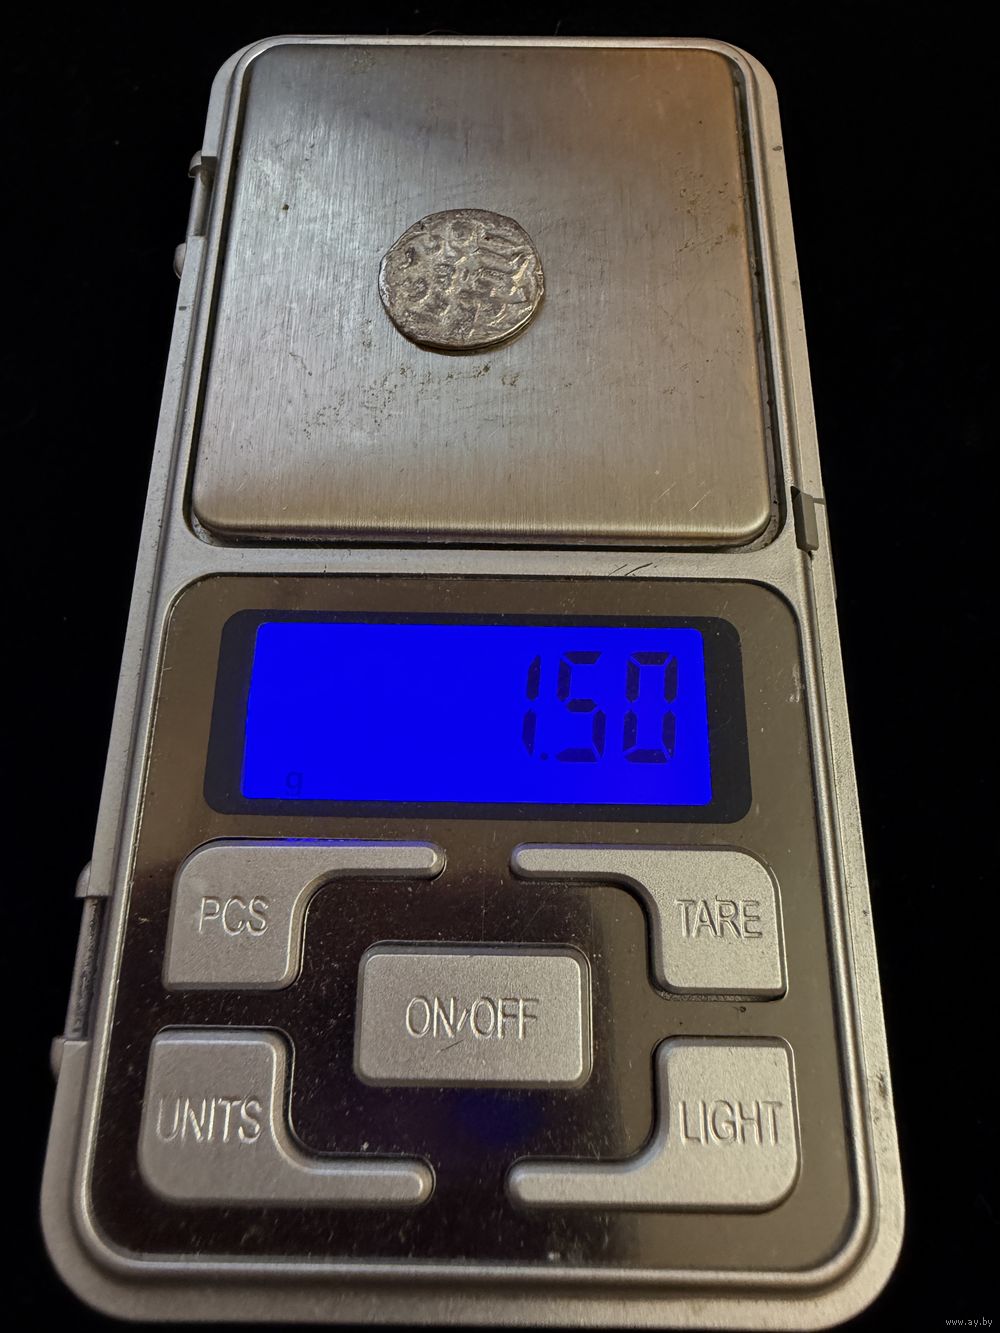 1.50
g
PCS
TARE
ON/OFF
UNITS
LIGHT
www.ay.by